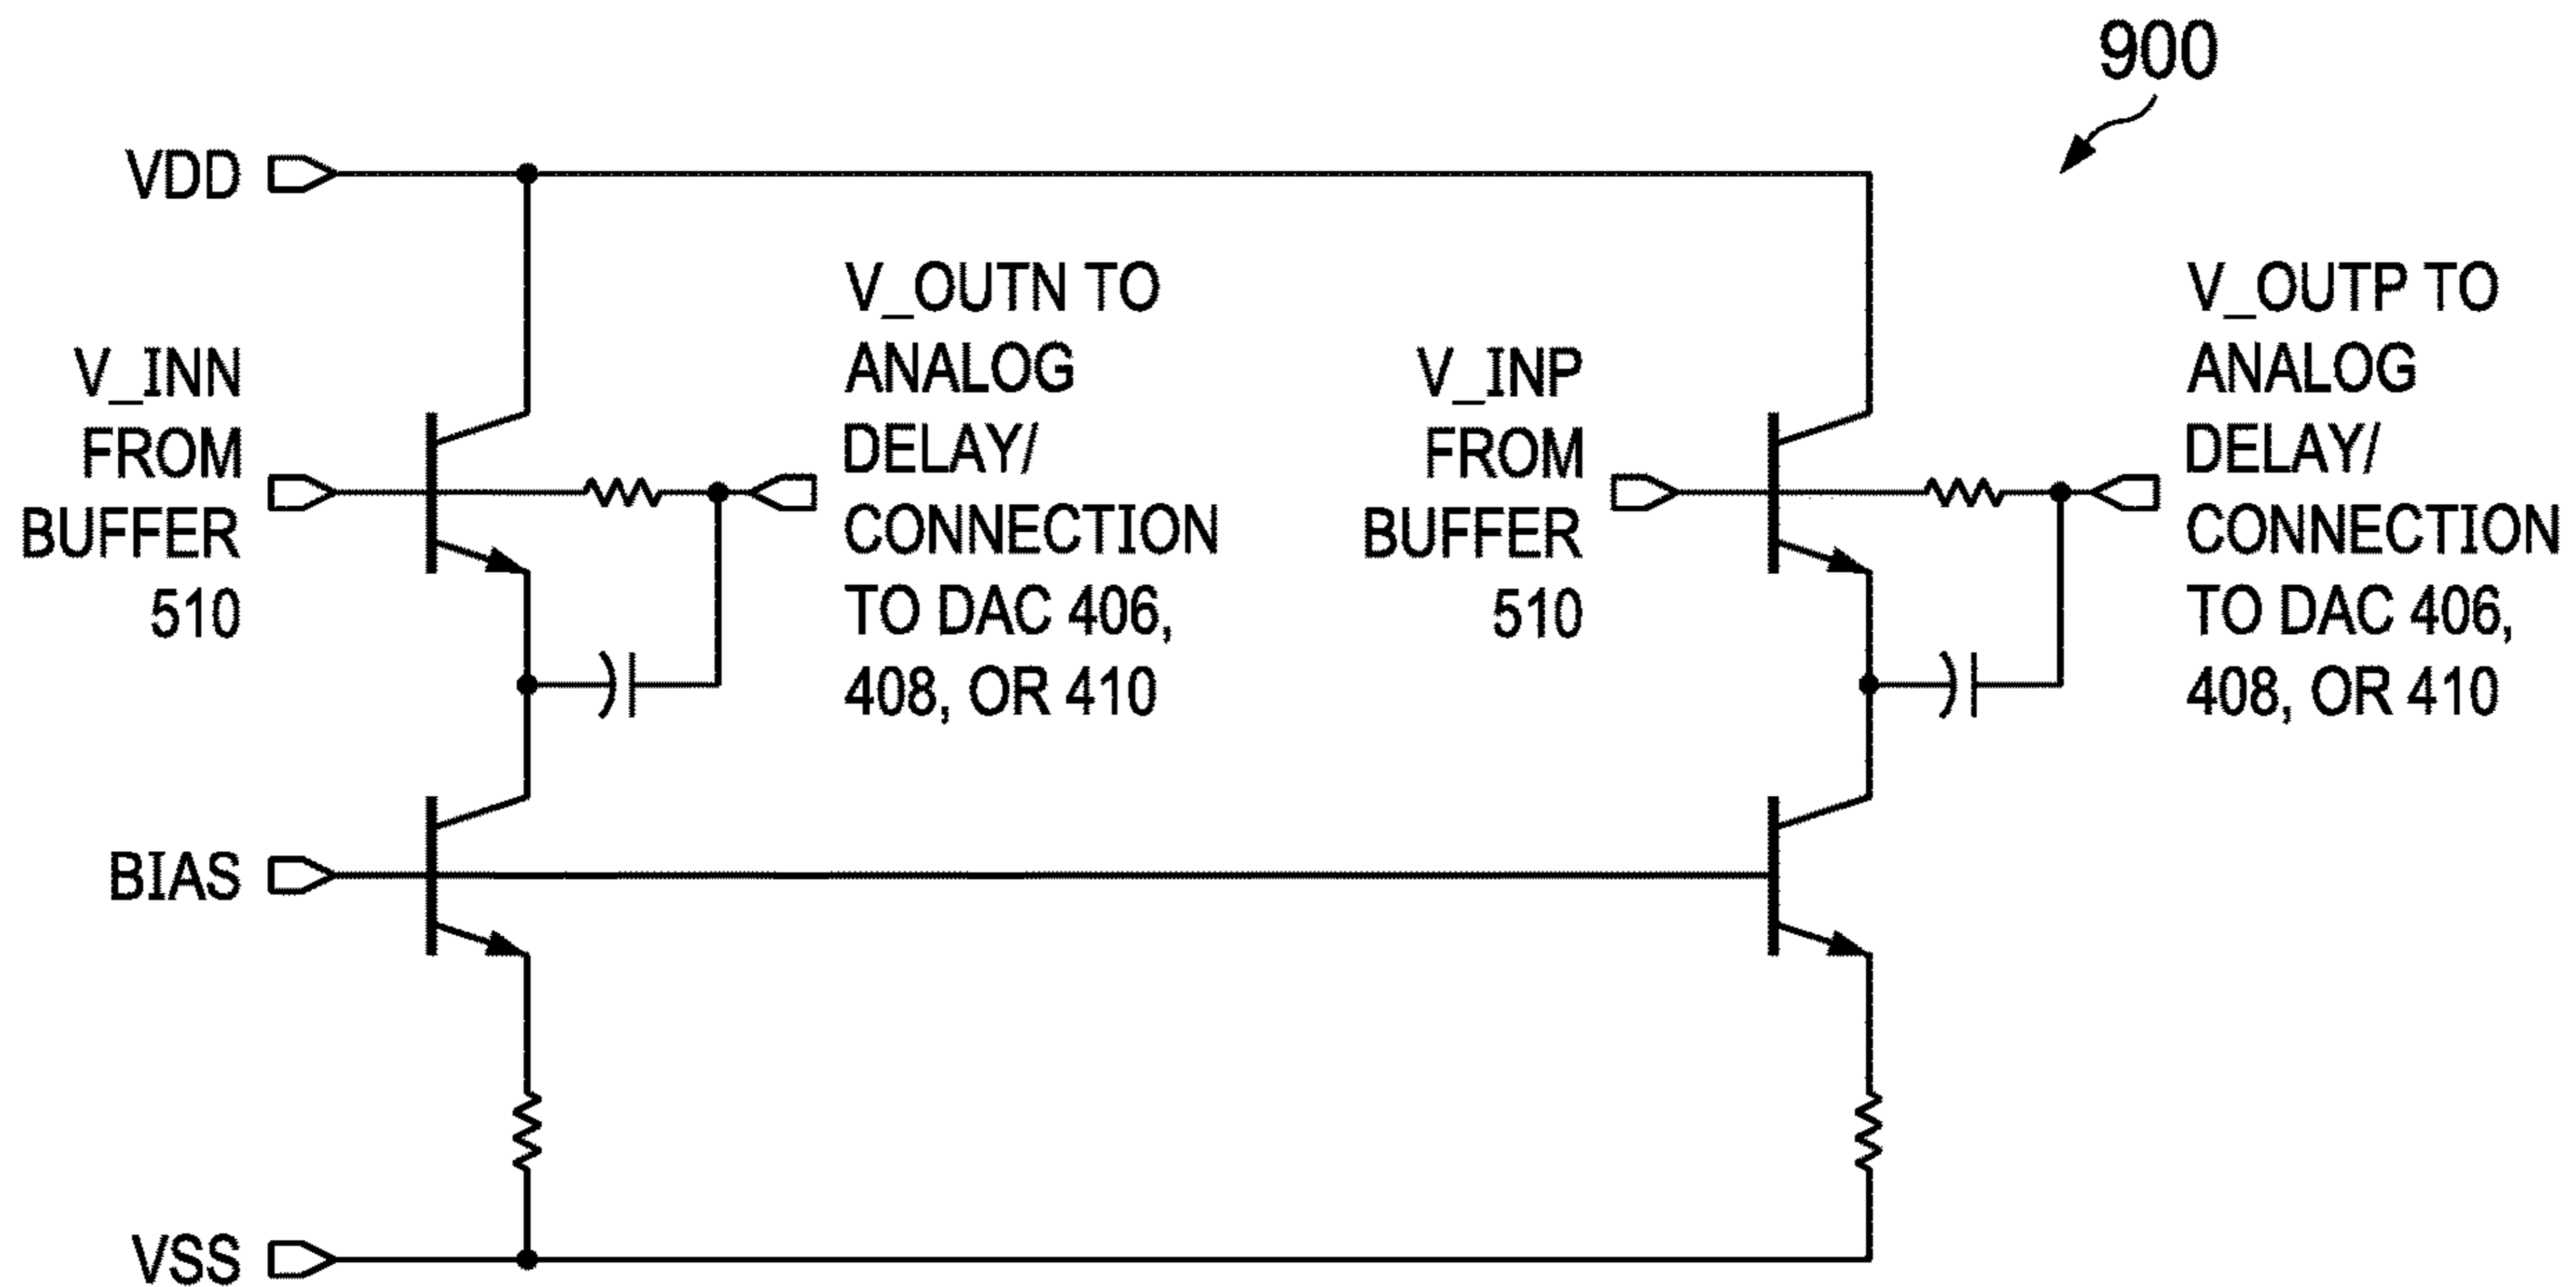 900
VDD
V_INN
FROM
BUFFER
510
V_OUTN TO
ANALOG
DELAY/
CONNECTION
TO DAC 406,
408, OR 410
V_INP
FROM
BUFFER
510
V_OUTP TO
ANALOG
DELAY/
CONNECTION
TO DAC 406,
408, OR 410
BIAS
VSS